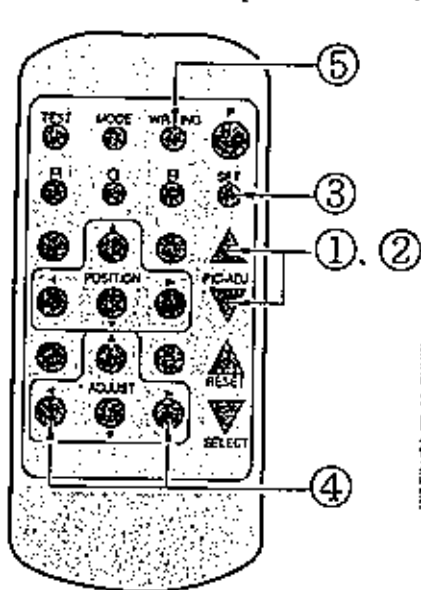 ⑤
TEST MODE WRITING P
R G B SET
③
①、②
POSITION PIC-ADJ
RESET
ADJUST
SELECT
④